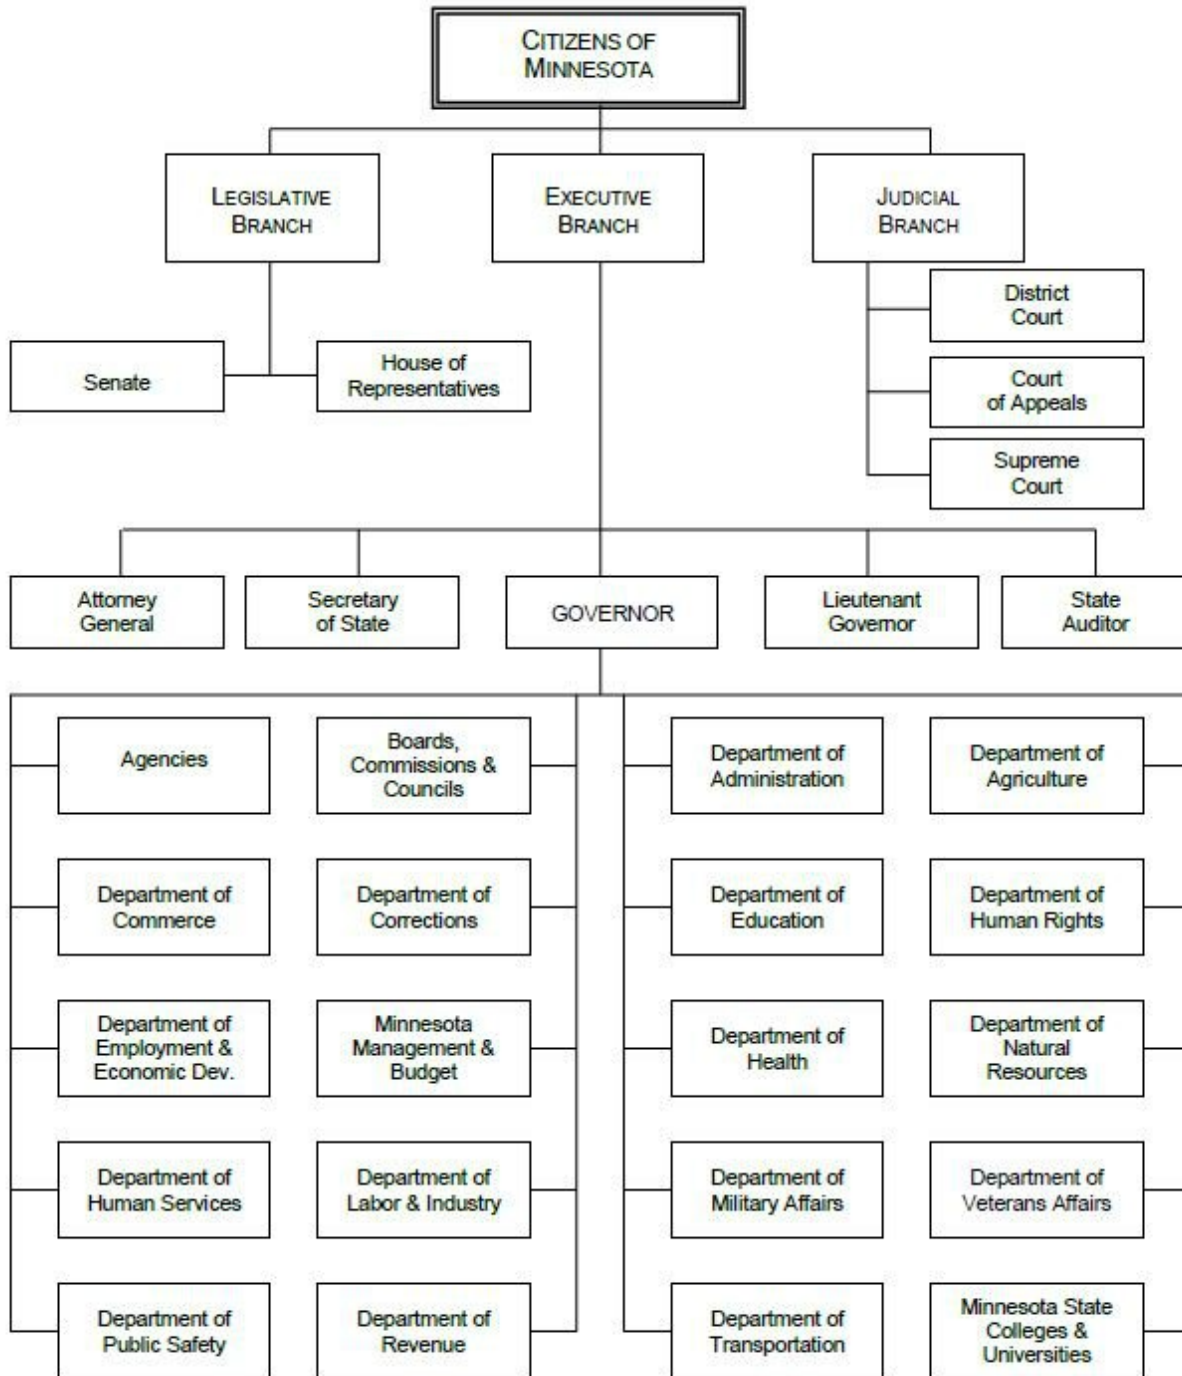 CITIZENS OF
MINNESOTA
LEGISLATIVE
BRANCH
EXECUTIVE
BRANCH
JUDICIAL
BRANCH
District
Court
Senate
House of
Representatives
Court
of Appeals
Supreme
Court
Attorney
General
Secretary
of State
GOVERNOR
Lieutenant
Governor
State
Auditor
Agencies
Boards,
Commissions &
Councils
Department of
Administration
Department of
Agriculture
Department of
Commerce
Department of
Corrections
Department of
Education
Department of
Human Rights
Department of
Employment &
Economic Dev.
Minnesota
Management &
Budget
Department of
Health
Department of
Natural
Resources
Department of
Human Services
Department of
Labor & Industry
Department of
Military Affairs
Department of
Veterans Affairs
Department of
Public Safety
Department of
Revenue
Department of
Transportation
Minnesota State
Colleges &
Universities